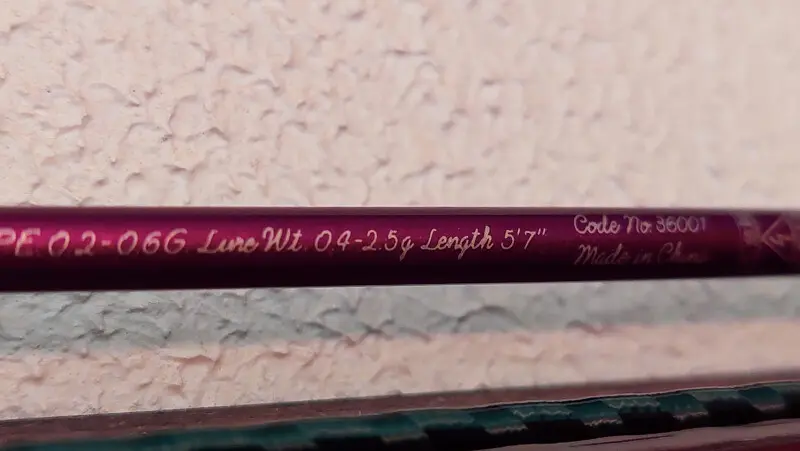 PE 0.2-0.6G Lure Wt. 0.4-2.5g Length 5'7"
Code No: 36001
Made in China